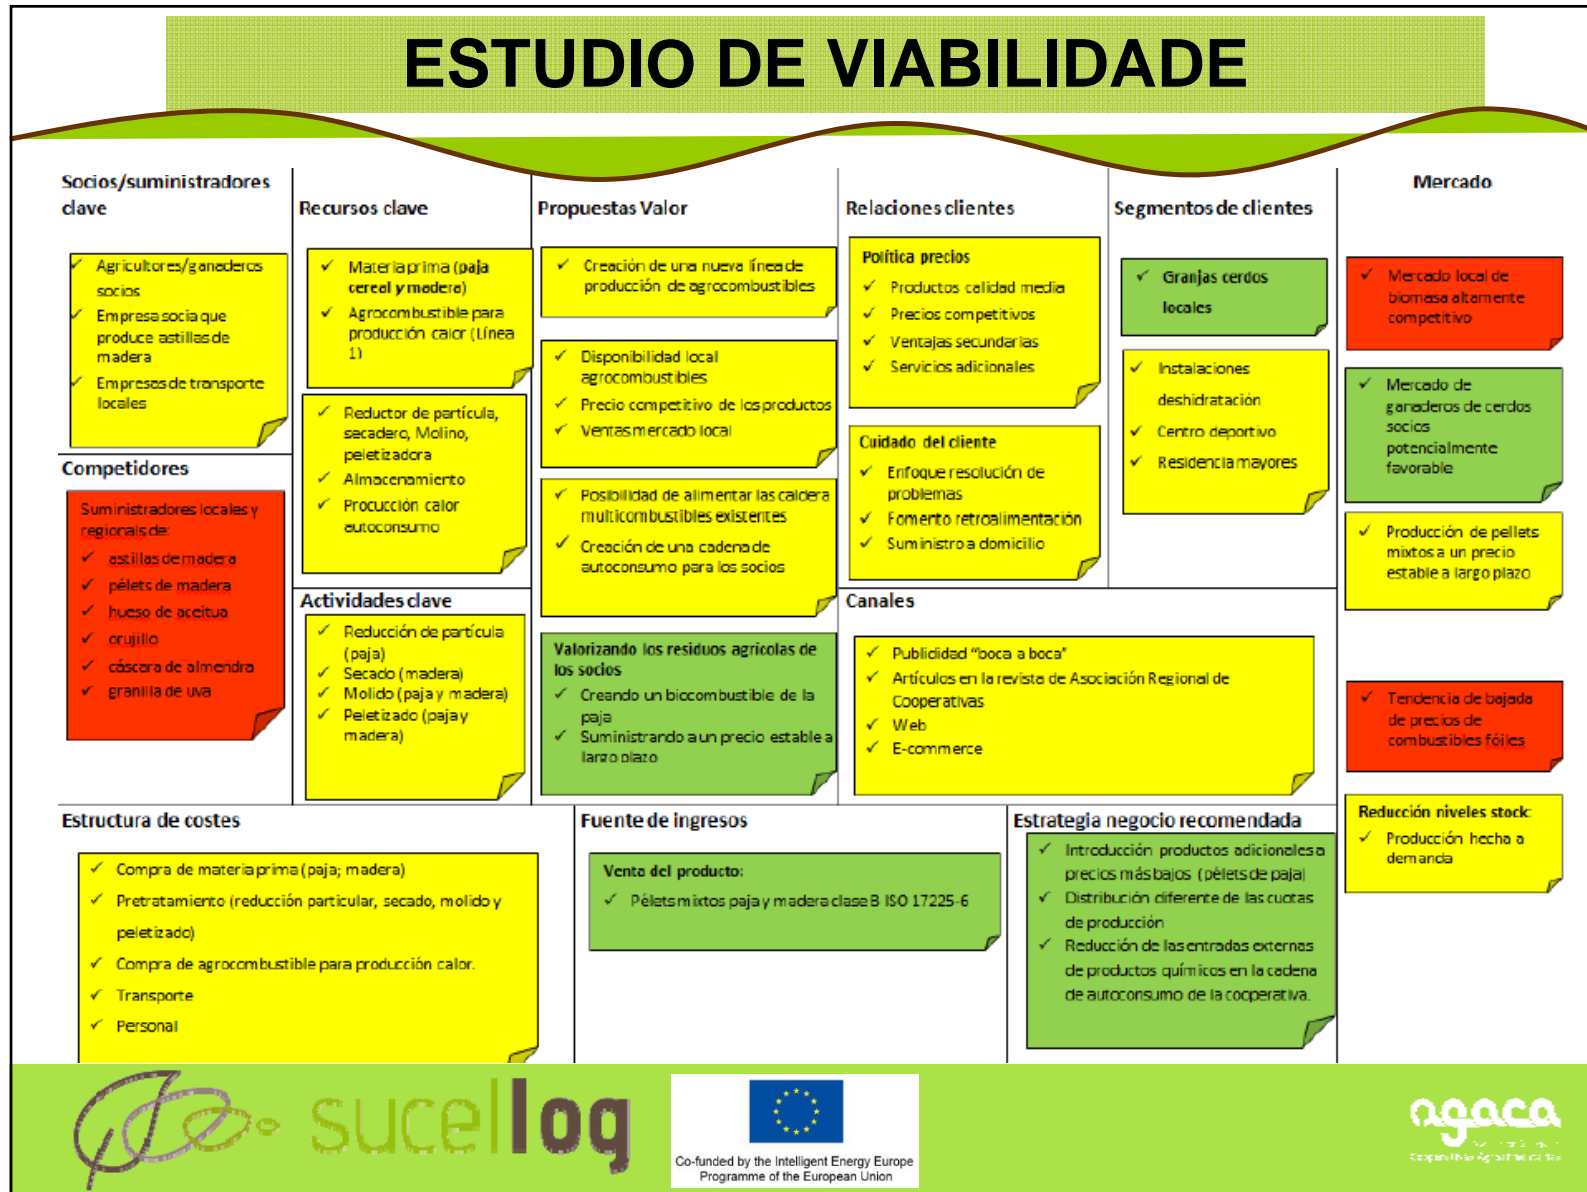 ESTUDIO DE VIABILIDADE
Socios/suministradores
clave
✓ Agricultores/ganaderos
socios
✓ Empresa socia que
produce astillas de
madera
✓ Empresas de transporte
locales
Competidores
Suministradores locales y
regionals de:
✓ astillas de madera
✓ pélets de madera
✓ hueso de aceitua
✓ orujillo
✓ cáscara de almendra
✓ granilla de uva
Recursos clave
✓ Materia prima (paja
cereal y madera)
✓ Agrocombustible para
producción calor (Línea
1)
✓ Reductor de partícula,
secadero, Molino,
peletizadora
✓ Almacenamiento
✓ Producción calor
autoconsumo
Actividades clave
✓ Reducción de partícula
(paja)
✓ Secado (madera)
✓ Molido (paja y madera)
✓ Peletizado (paja y
madera)
Propuestas Valor
✓ Creación de una nueva línea de
producción de agrocombustibles
✓ Disponibilidad local
agrocombustibles
✓ Precio competitivo de los productos
✓ Ventas mercado local
✓ Posibilidad de alimentar las caldera
multicombustibles existentes
✓ Creación de una cadena de
autoconsumo para los socios
Valorizando los residuos agrícolas de
los socios
✓ Creando un biocombustible de la
paja
✓ Suministrando a un precio estable a
largo plazo
Relaciones clientes
Política precios
✓ Productos calidad media
✓ Precios competitivos
✓ Ventajas secundarias
✓ Servicios adicionales
Cuidado del cliente
✓ Enfoque resolución de
problemas
✓ Fomento retroalimentación
✓ Suministro a domicilio
Segmentos de clientes
✓ Granjas cerdos
locales
✓ Instalaciones
deshidratación
✓ Centro deportivo
✓ Residencia mayores
Canales
✓ Publicidad "boca a boca"
✓ Artículos en la revista de Asociación Regional de
Cooperativas
✓ Web
✓ E-commerce
Mercado
✓ Mercado local de
biomasa altamente
competitivo
✓ Mercado de
ganaderos de cerdos
socios
potencialmente
favorable
✓ Producción de pellets
mixtos a un precio
estable a largo plazo
✓ Tendencia de bajada
de precios de
combustibles fóiles
Reducción niveles stock:
✓ Producción hecha a
demanda
Estructura de costes
✓ Compra de materia prima (paja; madera)
✓ Pretratamiento (reducción particular, secado, molido y
peletizado)
✓ Compra de agrocombustible para producción calor.
✓ Transporte
✓ Personal
Fuente de ingresos
Venta del producto:
✓ Pélets mixtos paja y madera clase B ISO 17225-6
Estrategia negocio recomendada
✓ Introducción productos adicionales a
precios más bajos (pélets de paja)
✓ Distribución diferente de las cuotas
de producción
✓ Reducción de las entradas externas
de productos químicos en la cadena
de autoconsumo de la cooperativa.
sucellog
Co-funded by the Intelligent Energy Europe
Programme of the European Union
agaca